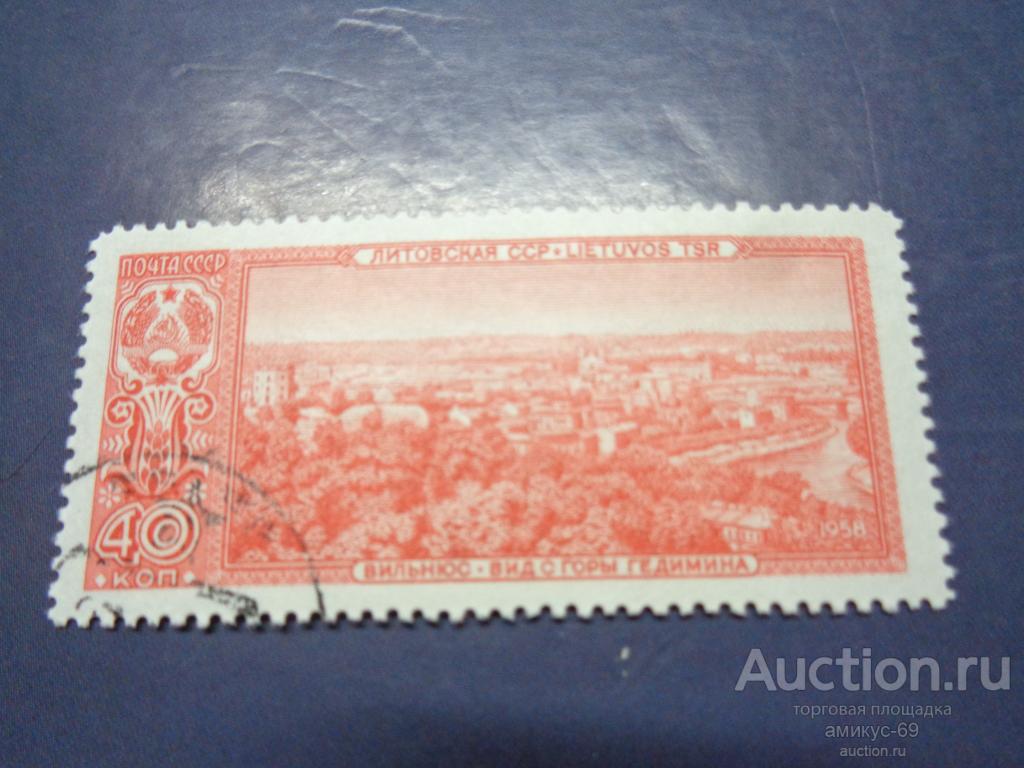 ПОЧТА СССР
ЛИТОВСКАЯ ССР • LIETUVOS TSR
40
КОП
1958
ВИЛЬНЮС • ВИД С ГОРЫ ГЕДИМИНА
Auction.ru
торговая площадка
амикус-69
auction.ru